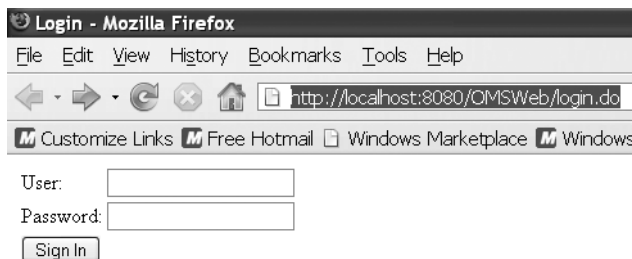 Login - Mozilla Firefox
File Edit View History Bookmarks Tools Help
http://localhost:8080/OMSWeb/login.do
Customize Links Free Hotmail Windows Marketplace Windows
User:
Password:
Sign In